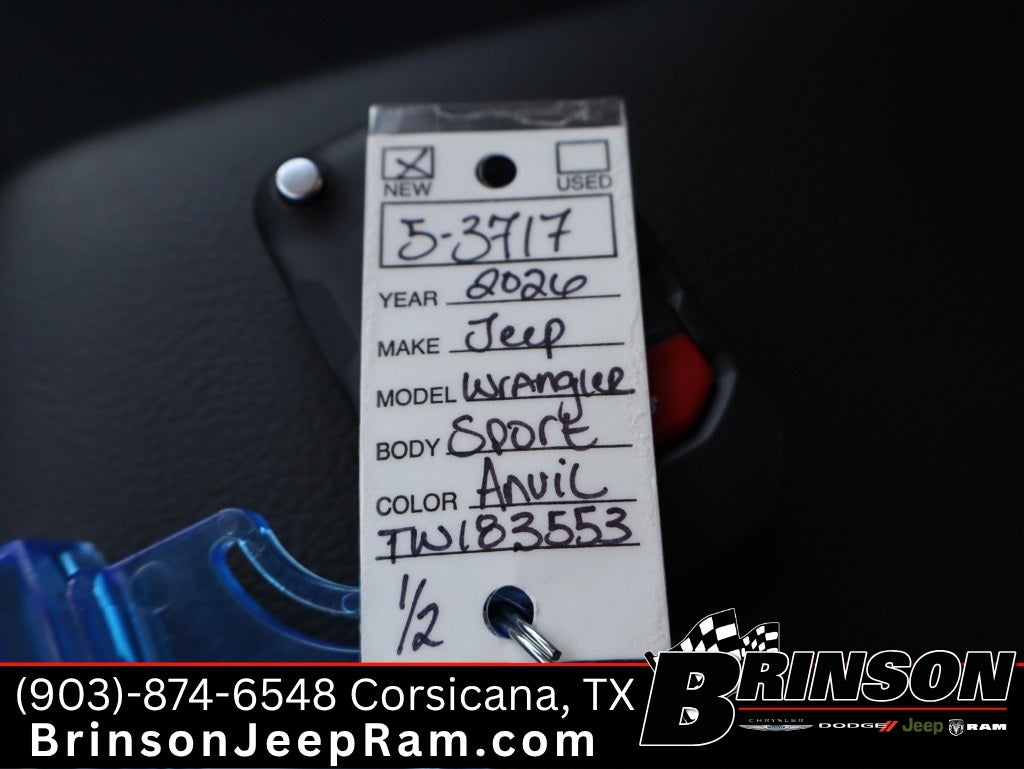 NEW USED
5-3717
YEAR 2026
MAKE Jeep
MODEL Wrangler
BODY Sport
COLOR Anvil
TW183553
1/2
(903)-874-6548 Corsicana, TX
BrinsonJeepRam.com
BRINSON
CHRYSLER DODGE// Jeep RAM